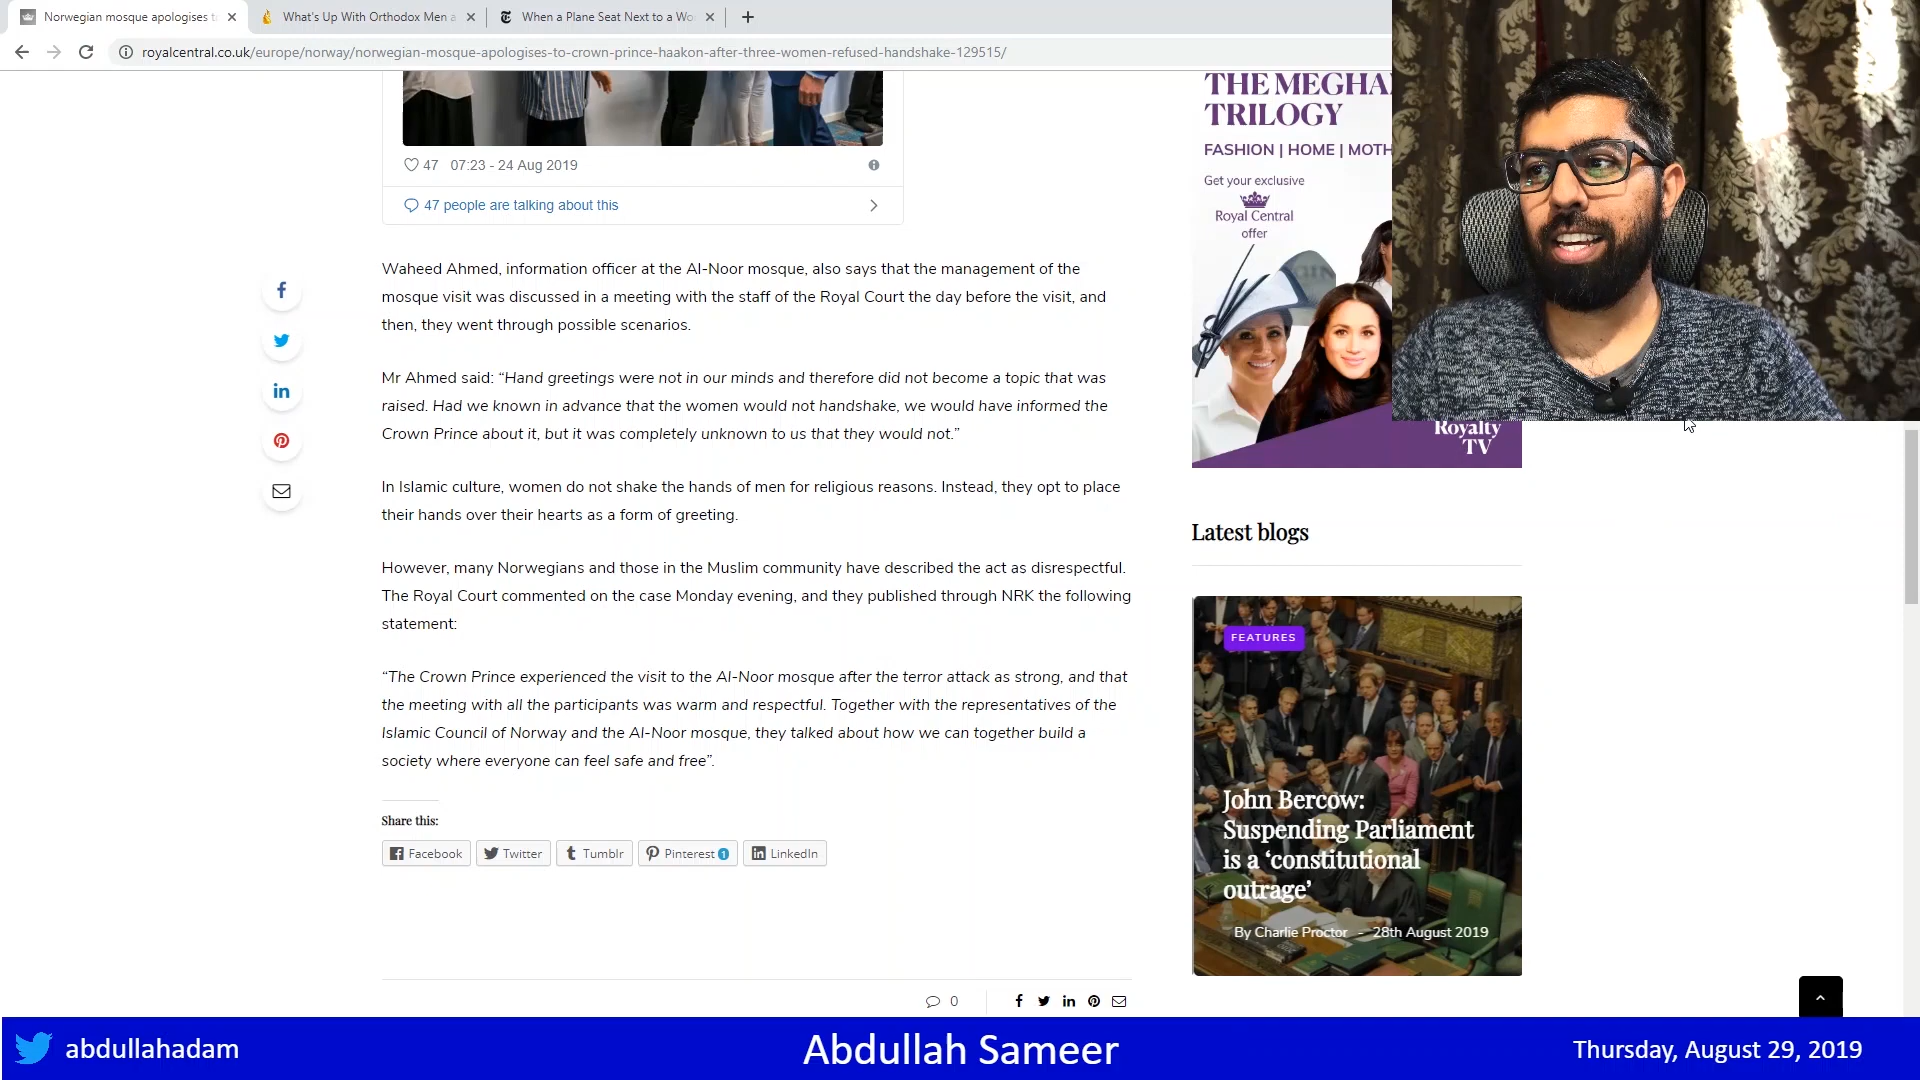 Norwegian mosque apologises t
What's Up With Orthodox Men a
When a Plane Seat Next to a Wo
royalcentral.co.uk/europe/norway/norwegian-mosque-apologises-to-crown-prince-haakon-after-three-women-refused-handshake-129515/
47 07:23 - 24 Aug 2019
47 people are talking about this
Waheed Ahmed, information officer at the Al-Noor mosque, also says that the management of the
mosque visit was discussed in a meeting with the staff of the Royal Court the day before the visit, and
then, they went through possible scenarios.
Mr Ahmed said: “Hand greetings were not in our minds and therefore did not become a topic that was
raised. Had we known in advance that the women would not handshake, we would have informed the
Crown Prince about it, but it was completely unknown to us that they would not.”
In Islamic culture, women do not shake the hands of men for religious reasons. Instead, they opt to place
their hands over their hearts as a form of greeting.
However, many Norwegians and those in the Muslim community have described the act as disrespectful.
The Royal Court commented on the case Monday evening, and they published through NRK the following
statement:
“The Crown Prince experienced the visit to the Al-Noor mosque after the terror attack as strong, and that
the meeting with all the participants was warm and respectful. Together with the representatives of the
Islamic Council of Norway and the Al-Noor mosque, they talked about how we can together build a
society where everyone can feel safe and free”.
Share this:
Facebook
Twitter
Tumblr
Pinterest 1
LinkedIn
0
THE MEGHA
TRILOGY
FASHION | HOME | MOTH
Get your exclusive
Royal Central
offer
Royalty
TV
Latest blogs
FEATURES
John Bercow:
Suspending Parliament
is a ‘constitutional
outrage’
By Charlie Proctor - 28th August 2019
abdullahadam
Abdullah Sameer
Thursday, August 29, 2019